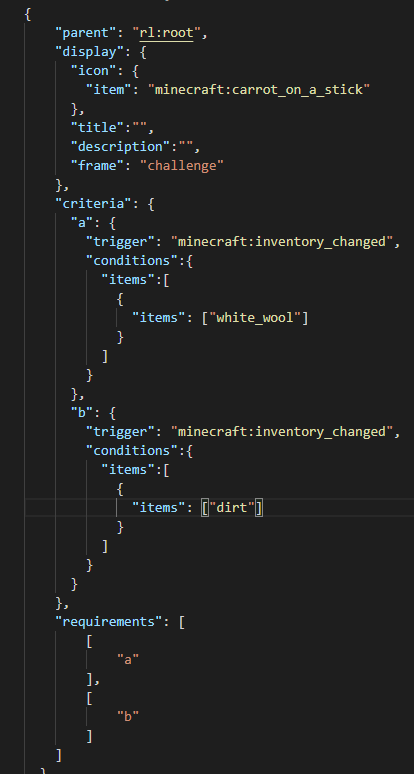 {
"parent": "rl:root",
"display": {
"icon": {
"item": "minecraft:carrot_on_a_stick"
},
"title":"",
"description":"",
"frame": "challenge"
},
"criteria": {
"a": {
"trigger": "minecraft:inventory_changed",
"conditions":{
"items":[
{
"items": ["white_wool"]
}
]
}
},
"b": {
"trigger": "minecraft:inventory_changed",
"conditions":{
"items":[
{
"items": ["dirt"]
}
]
}
}
},
"requirements": [
[
"a"
],
[
"b"
]
]
}